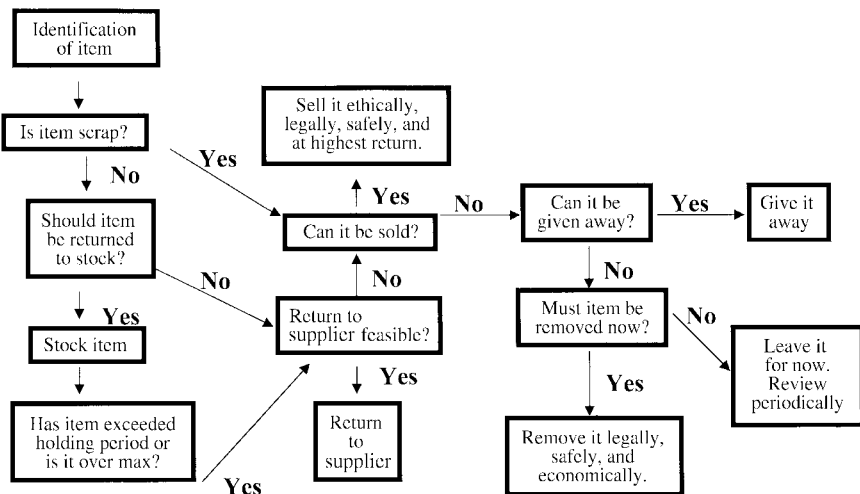 Identification
of item
Is item scrap?
Yes
No
Should item
be returned
to stock?
No
Yes
Stock item
Has item exceeded
holding period or
is it over max?
Yes
Sell it ethically,
legally, safely, and
at highest return.
Yes
Can it be sold?
No
No
Return to
supplier feasible?
Yes
Return
to
supplier
Can it be
given away?
Yes
Give it
away
No
Must item be
removed now?
No
Leave it
for now.
Review
periodically
Yes
Remove it legally,
safely, and
economically.